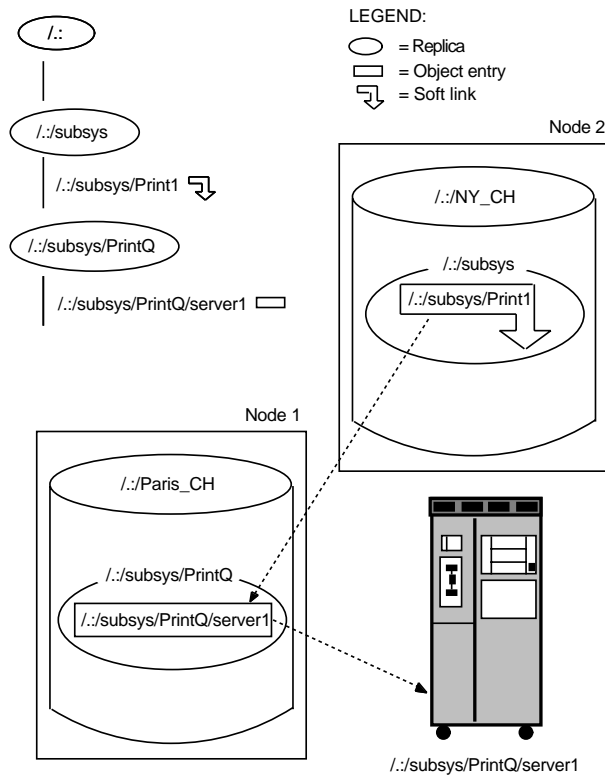 /.:
/.:/subsys
/.:/subsys/Print1
/.:/subsys/PrintQ
/.:/subsys/PrintQ/server1
LEGEND:
= Replica
= Object entry
= Soft link
Node 2
/.:/NY_CH
/.:/subsys
/.:/subsys/Print1
Node 1
/.:/Paris_CH
/.:/subsys/PrintQ
/.:/subsys/PrintQ/server1
/.:/subsys/PrintQ/server1